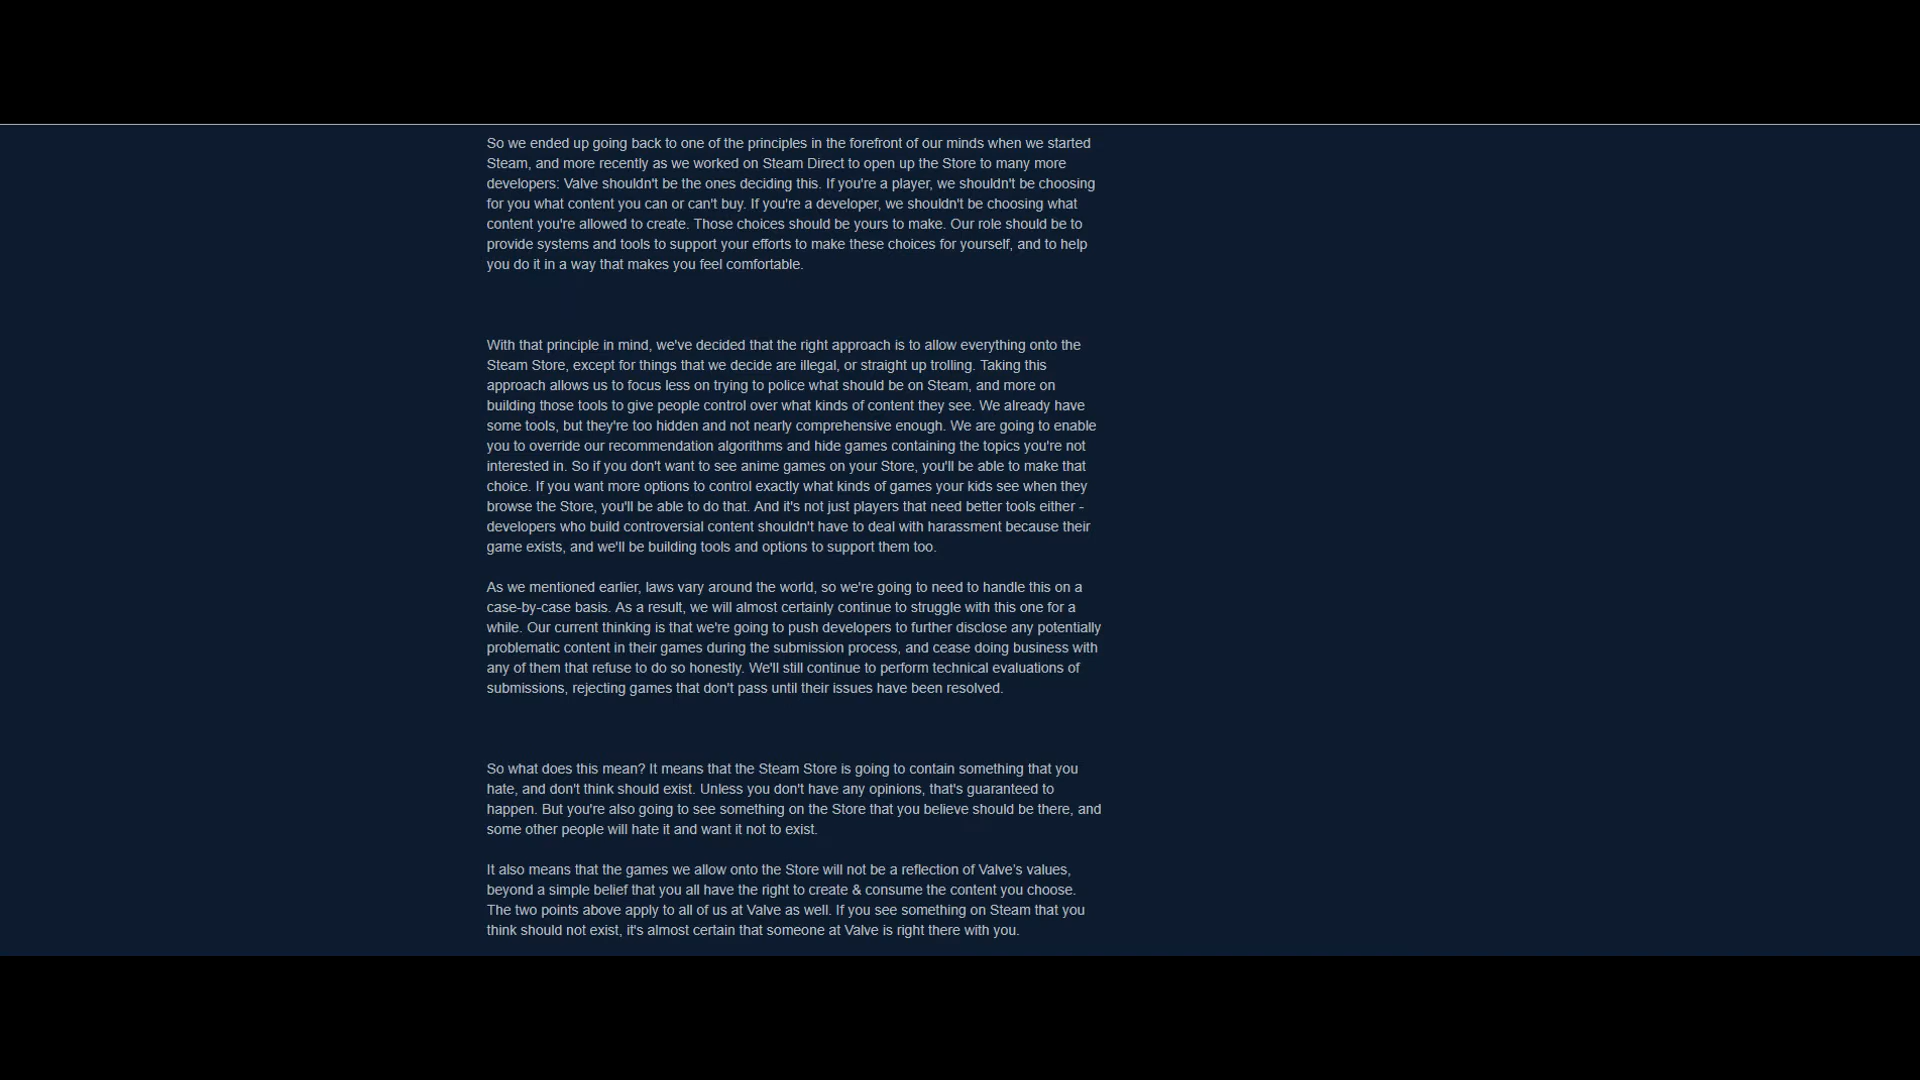 So we ended up going back to one of the principles in the forefront of our minds when we started
Steam, and more recently as we worked on Steam Direct to open up the Store to many more
developers: Valve shouldn't be the ones deciding this. If you're a player, we shouldn't be choosing
for you what content you can or can't buy. If you're a developer, we shouldn't be choosing what
content you're allowed to create. Those choices should be yours to make. Our role should be to
provide systems and tools to support your efforts to make these choices for yourself, and to help
you do it in a way that makes you feel comfortable.
With that principle in mind, we've decided that the right approach is to allow everything onto the
Steam Store, except for things that we decide are illegal, or straight up trolling. Taking this
approach allows us to focus less on trying to police what should be on Steam, and more on
building those tools to give people control over what kinds of content they see. We already have
some tools, but they're too hidden and not nearly comprehensive enough. We are going to enable
you to override our recommendation algorithms and hide games containing the topics you're not
interested in. So if you don't want to see anime games on your Store, you'll be able to make that
choice. If you want more options to control exactly what kinds of games your kids see when they
browse the Store, you'll be able to do that. And it's not just players that need better tools either -
developers who build controversial content shouldn't have to deal with harassment because their
game exists, and we'll be building tools and options to support them too.
As we mentioned earlier, laws vary around the world, so we're going to need to handle this on a
case-by-case basis. As a result, we will almost certainly continue to struggle with this one for a
while. Our current thinking is that we're going to push developers to further disclose any potentially
problematic content in their games during the submission process, and cease doing business with
any of them that refuse to do so honestly. We'll still continue to perform technical evaluations of
submissions, rejecting games that don't pass until their issues have been resolved.
So what does this mean? It means that the Steam Store is going to contain something that you
hate, and don't think should exist. Unless you don't have any opinions, that's guaranteed to
happen. But you're also going to see something on the Store that you believe should be there, and
some other people will hate it and want it not to exist.
It also means that the games we allow onto the Store will not be a reflection of Valve's values,
beyond a simple belief that you all have the right to create & consume the content you choose.
The two points above apply to all of us at Valve as well. If you see something on Steam that you
think should not exist, it's almost certain that someone at Valve is right there with you.